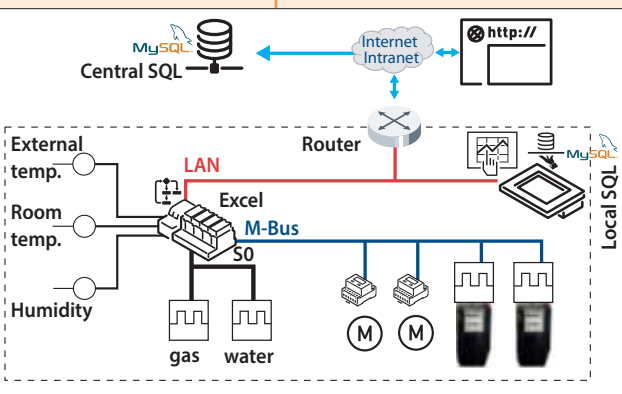 MySQL
Central SQL
Internet
Intranet
http://
Router
External
temp.
LAN
MySQL
Local SQL
Excel
Room
temp.
M-Bus
S0
Humidity
M
M
gas
water